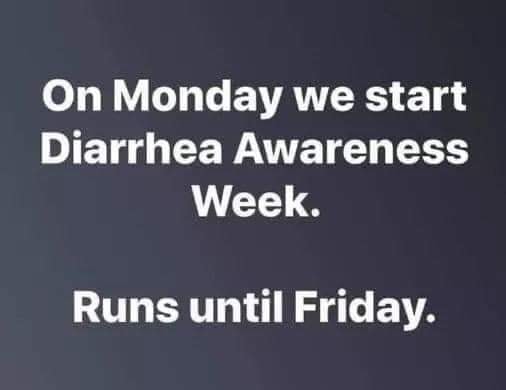 On Monday we start
Diarrhea Awareness
Week.
Runs until Friday.